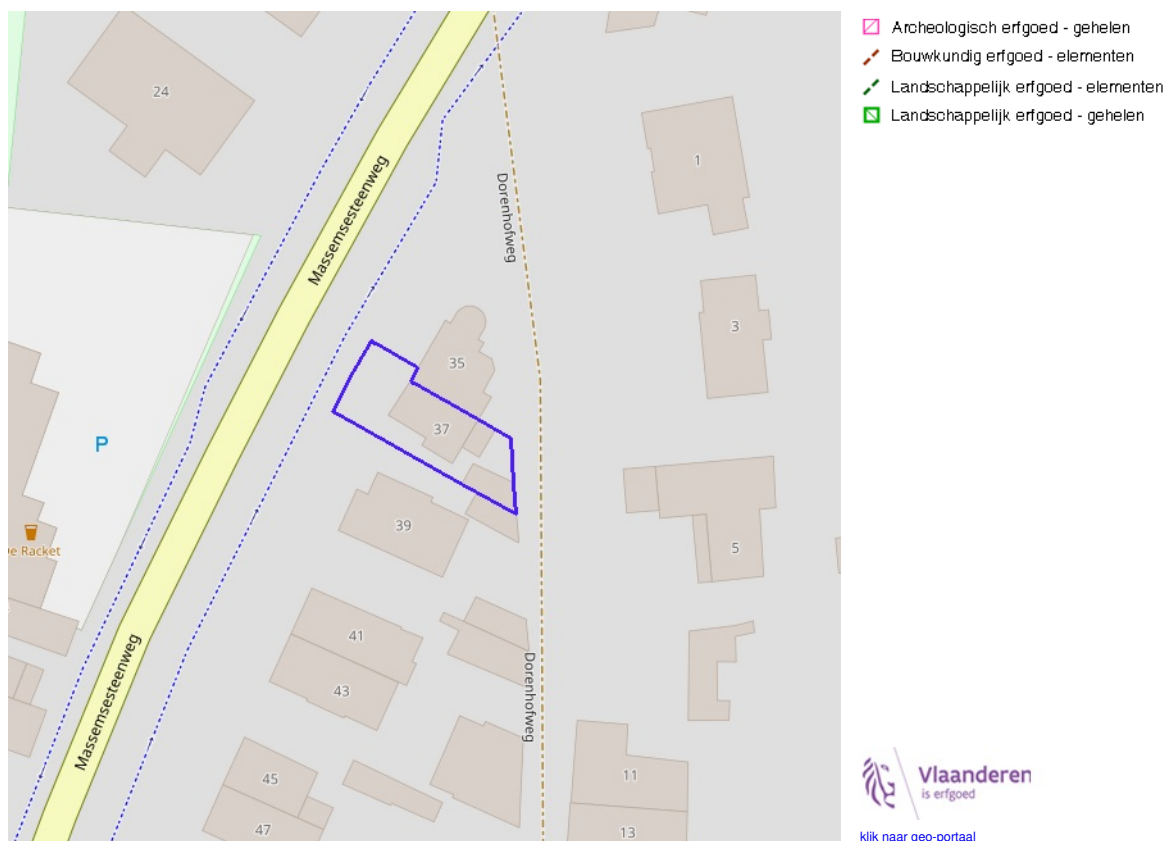 24
Massemsesteenweg
Dorenhofweg
1
3
35
37
P
39
De Racket
5
41
Dorenhofweg
43
Massemsesteenweg
45
11
47
13
Archeologisch erfgoed - gehelen
Bouwkundig erfgoed - elementen
Landschappelijk erfgoed - elementen
Landschappelijk erfgoed - gehelen
Vlaanderen
is erfgoed
klik naar geo-portaal